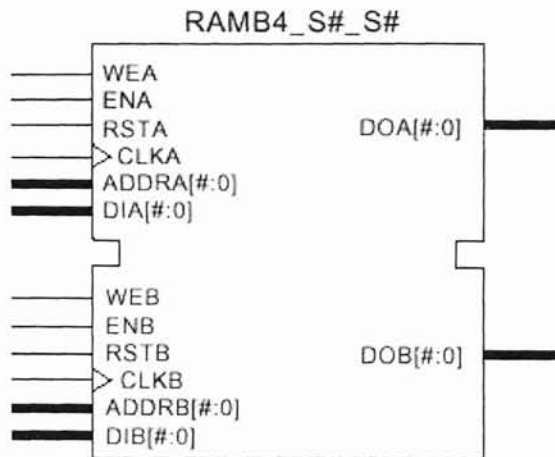 RAMB4_S#_S#
WEA
ENA
RSTA
DOA[#:0]
CLKA
ADDRA[#:0]
DIA[#:0]
WEB
ENB
RSTB
DOB[#:0]
CLKB
ADDRB[#:0]
DIB[#:0]